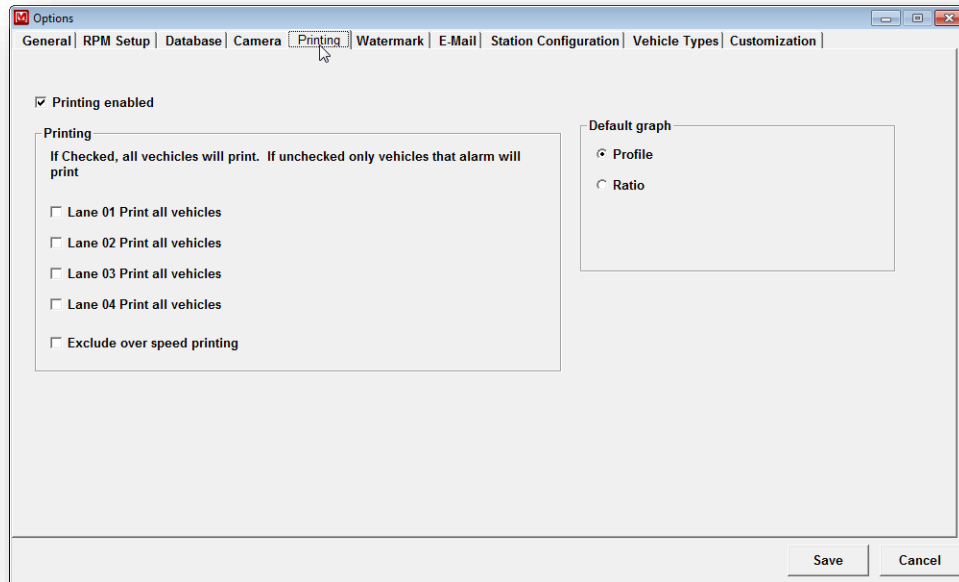 Options
General RPM Setup Database Camera Printing Watermark E-Mail Station Configuration Vehicle Types Customization
Printing enabled
Printing
If Checked, all vechicles will print. If unchecked only vehicles that alarm will
print
Lane 01 Print all vehicles
Lane 02 Print all vehicles
Lane 03 Print all vehicles
Lane 04 Print all vehicles
Exclude over speed printing
Default graph
Profile
Ratio
Save Cancel